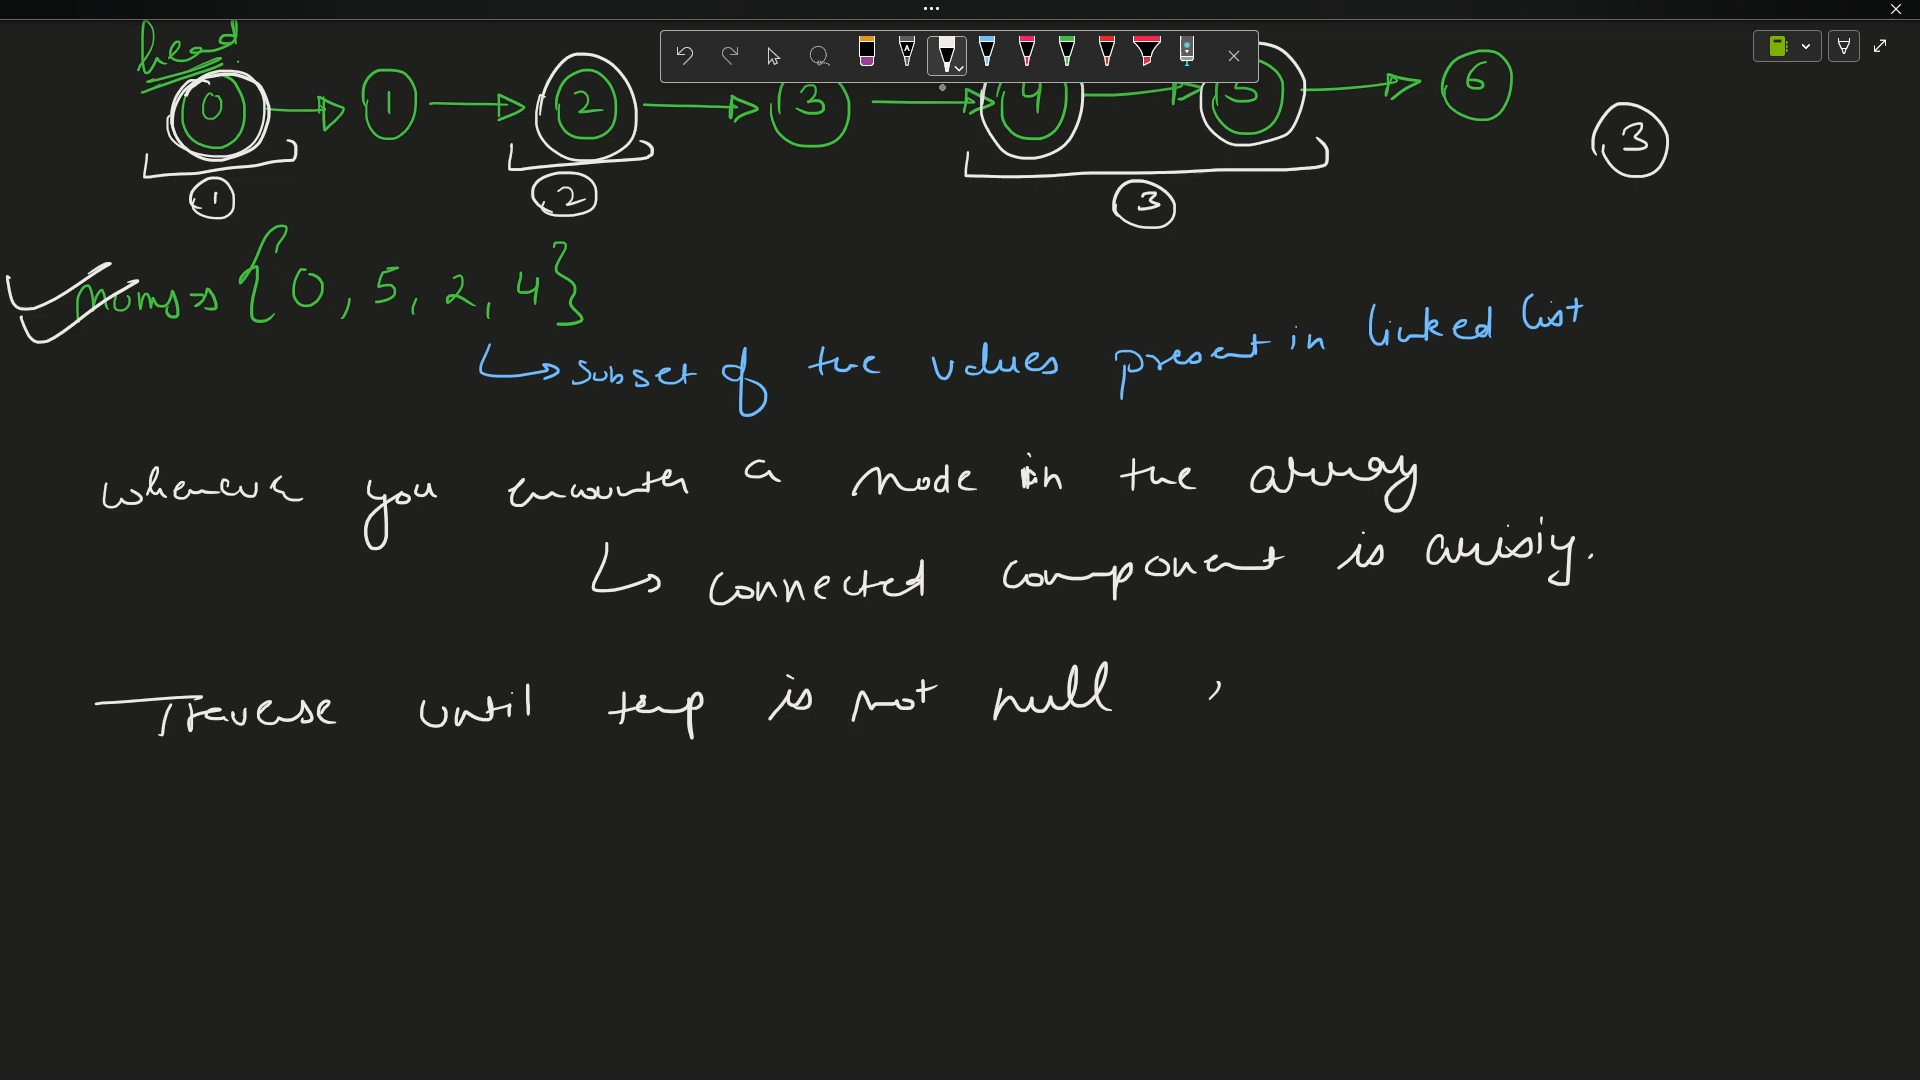 head
0 1 2 3 4 5 6
3
1 2 3
nums => {0, 5, 2, 4}
subset of the values present in linked list
whenever you encounter a node in the array
connected component is arising.
Traverse until temp is not null ,